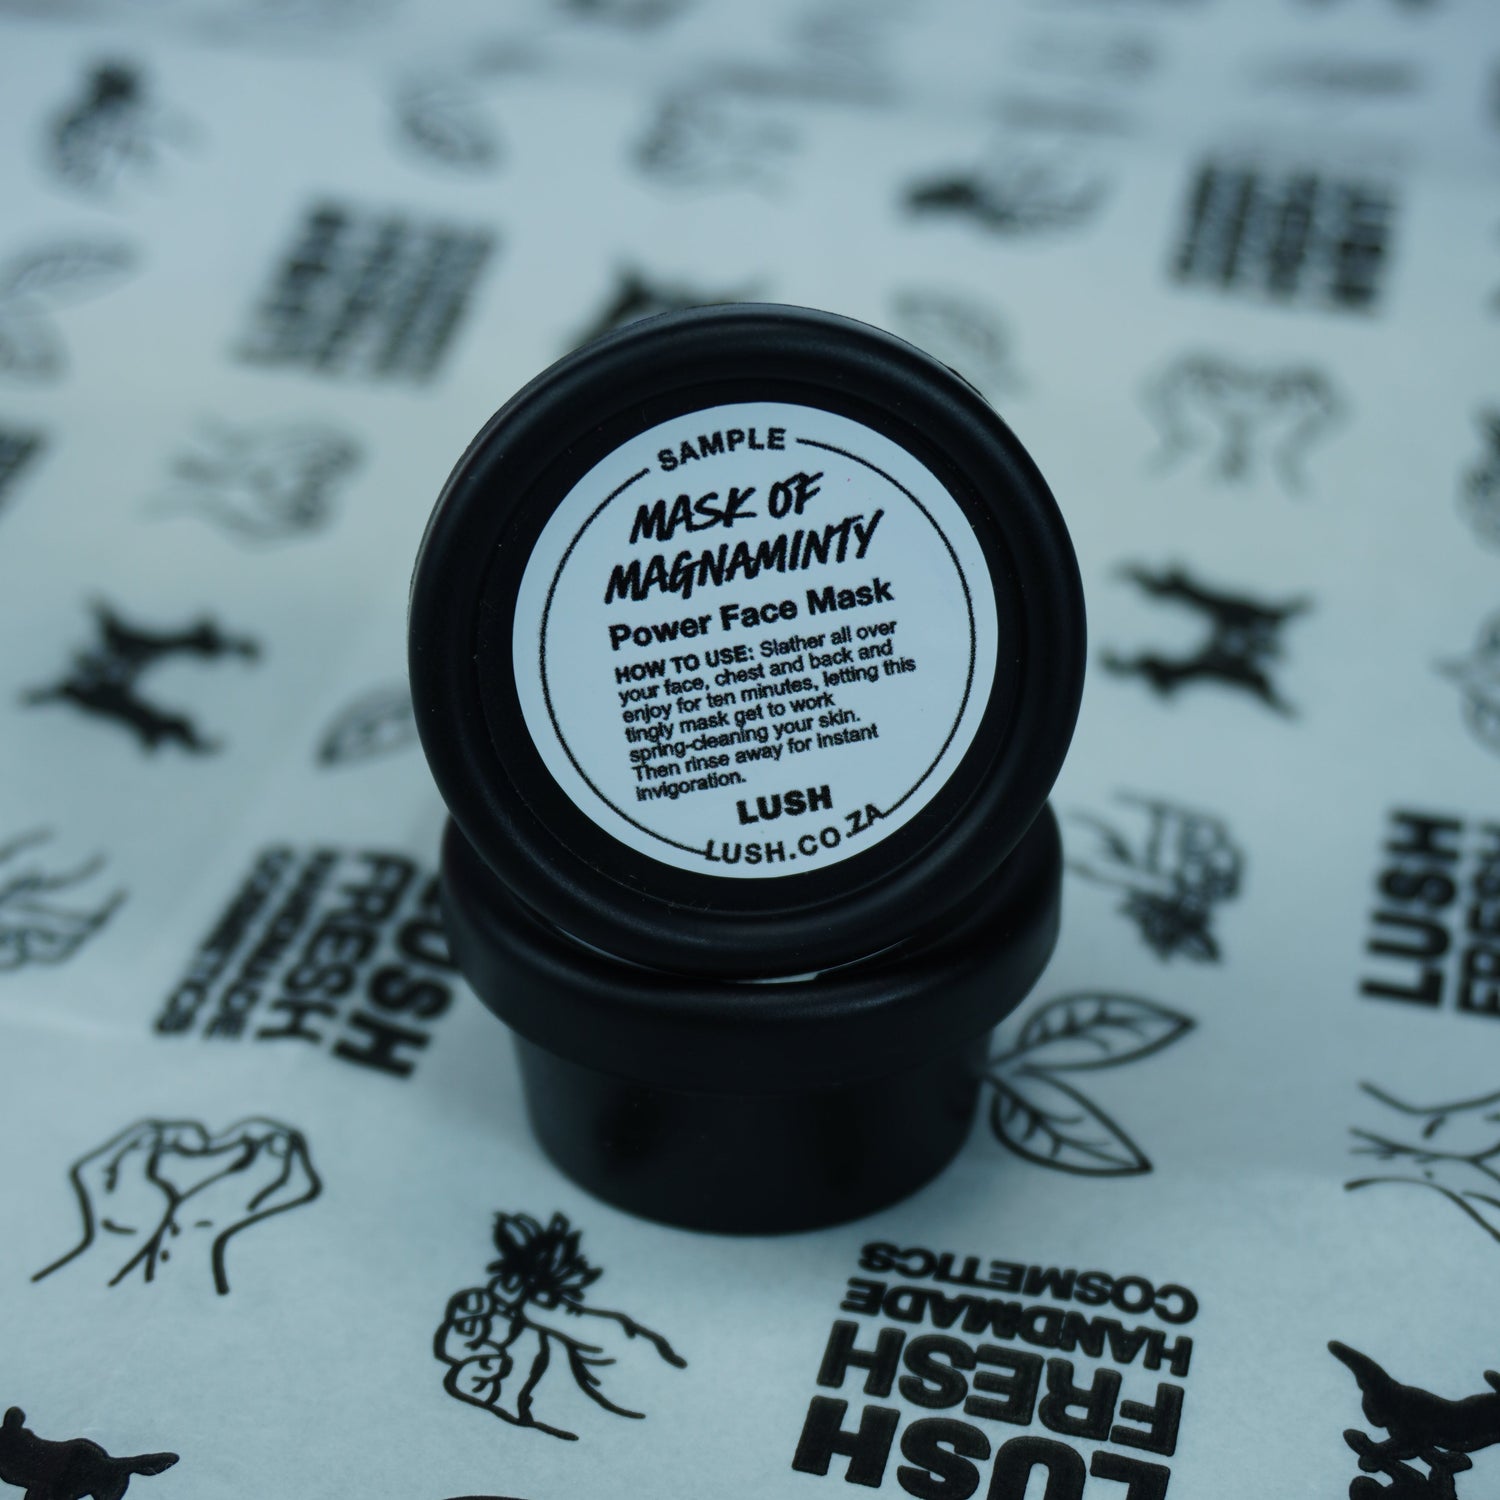 SAMPLE
MASK OF
MAGNAMINTY
Power Face Mask
HOW TO USE: Slather all over
your face, chest and back and
enjoy for ten minutes, letting this
tingly mask get to work
spring-cleaning your skin.
Then rinse away for instant
invigoration.
LUSH
LUSH.CO.ZA
LUSH
FRESH
HANDMADE
COSMETICS
LUSH
FRESH
LUSH
FRESH
HANDMADE
COSMETICS